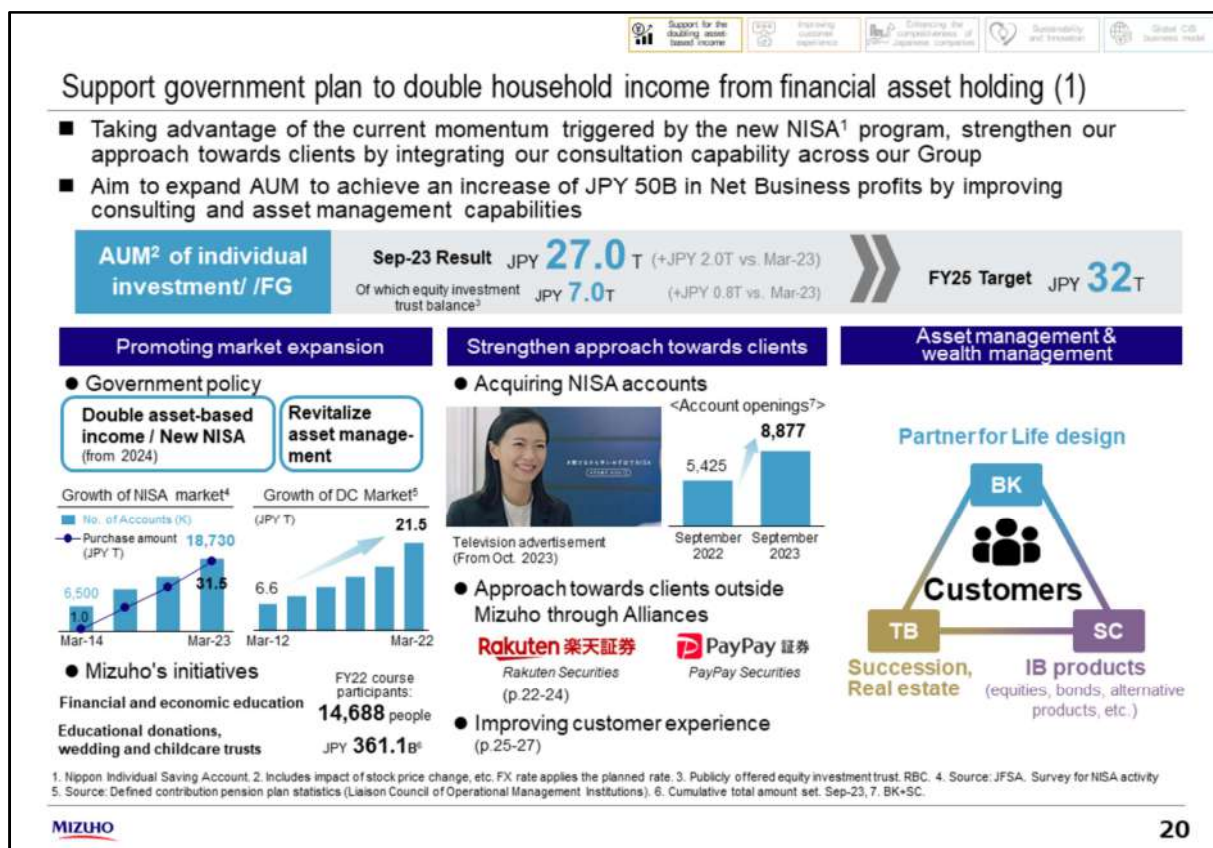 Support for the
doubling asset-
based income
Improving
customer
experience
Enhancing the
competitiveness of
Japanese companies
Sustainability
and Innovation
Global CIB
business model
Support government plan to double household income from financial asset holding (1)
■ Taking advantage of the current momentum triggered by the new NISA¹ program, strengthen our
approach towards clients by integrating our consultation capability across our Group
■ Aim to expand AUM to achieve an increase of JPY 50B in Net Business profits by improving
consulting and asset management capabilities
AUM² of individual
investment/ /FG
Sep-23 Result JPY 27.0 T (+JPY 2.0T vs. Mar-23)
Of which equity investment
trust balance³
JPY 7.0T (+JPY 0.8T vs. Mar-23)
FY25 Target JPY 32T
Promoting market expansion
● Government policy
Double asset-based
income / New NISA
(from 2024)
Revitalize
asset manage-
ment
Growth of NISA market⁴
No. of Accounts (K)
Purchase amount
(JPY T)
18,730
31.5
6,500
1.0
Mar-14 Mar-23
Growth of DC Market⁵
(JPY T)
21.5
6.6
Mar-12 Mar-22
● Mizuho's initiatives
Financial and economic education
FY22 course
participants:
14,688 people
Educational donations,
wedding and childcare trusts
JPY 361.1B⁶
Strengthen approach towards clients
● Acquiring NISA accounts
<Account openings⁷>
8,877
5,425
September
2022
September
2023
Television advertisement
(From Oct. 2023)
● Approach towards clients outside
Mizuho through Alliances
Rakuten 楽天証券
Rakuten Securities
(p.22-24)
PayPay 証券
PayPay Securities
● Improving customer experience
(p.25-27)
Asset management &
wealth management
Partner for Life design
BK
Customers
TB
SC
Succession,
Real estate
IB products
(equities, bonds, alternative
products, etc.)
1. Nippon Individual Saving Account. 2. Includes impact of stock price change, etc. FX rate applies the planned rate. 3. Publicly offered equity investment trust. RBC. 4. Source: JFSA. Survey for NISA activity
5. Source: Defined contribution pension plan statistics (Liaison Council of Operational Management Institutions). 6. Cumulative total amount set. Sep-23, 7. BK+SC.
MIZUHO
20